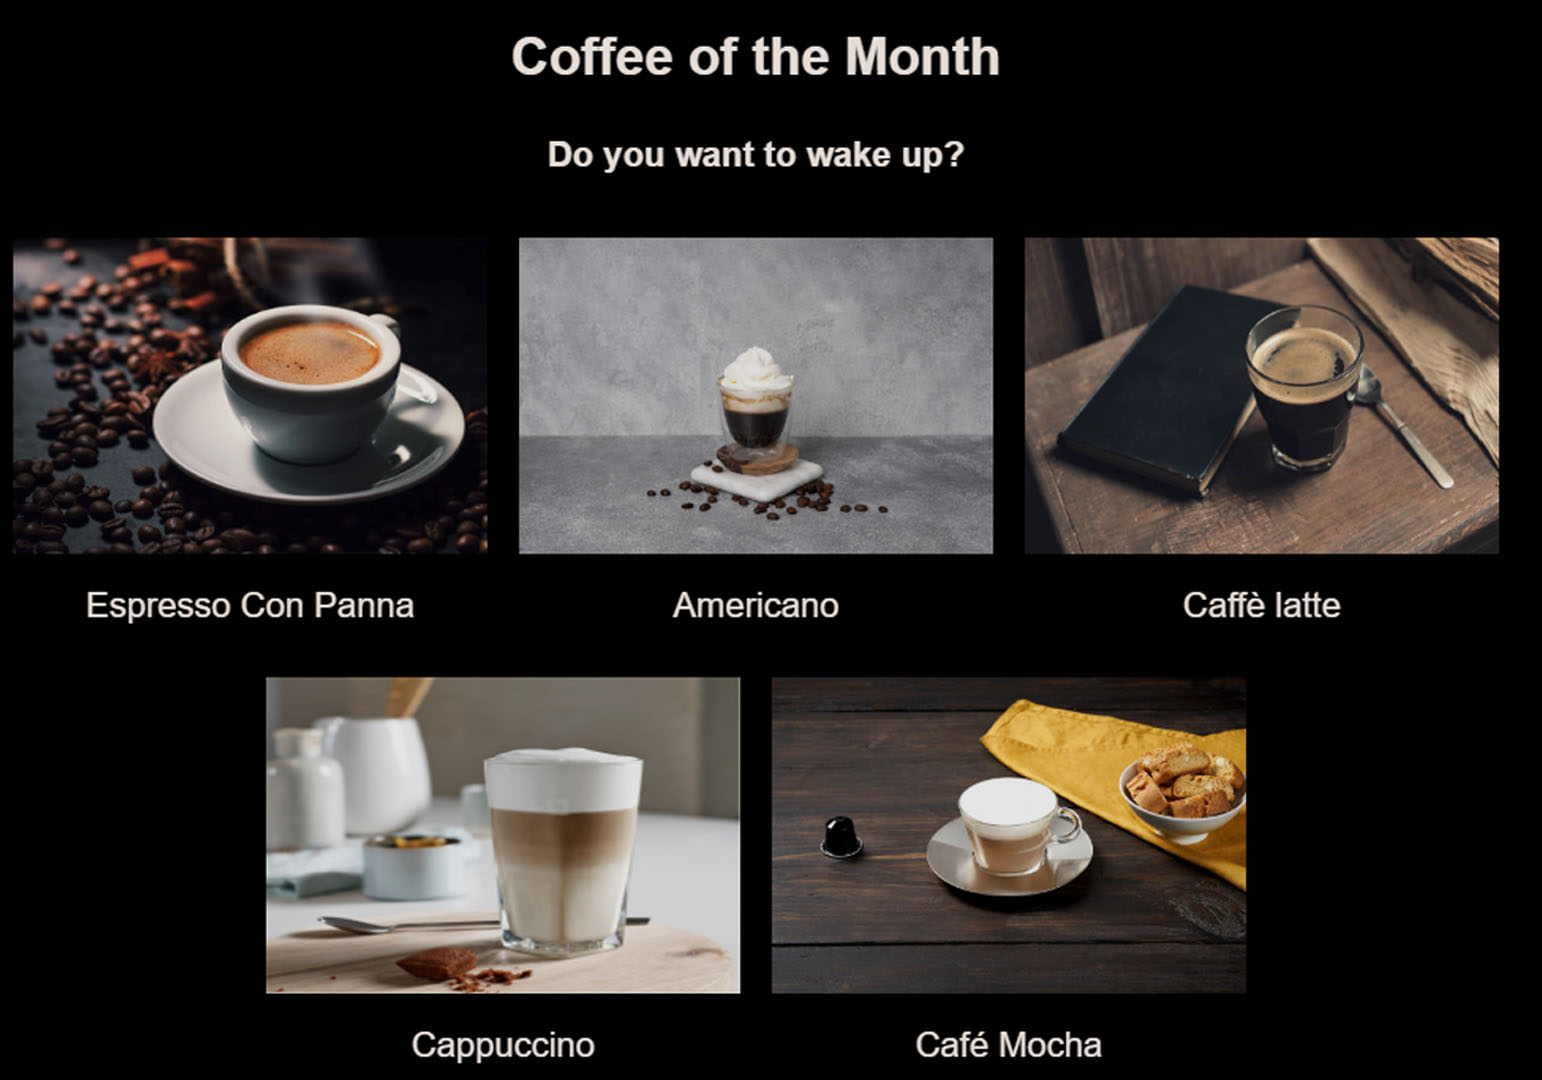 Coffee of the Month
Do you want to wake up?
Espresso Con Panna
Americano
Caffè latte
Cappuccino
Café Mocha